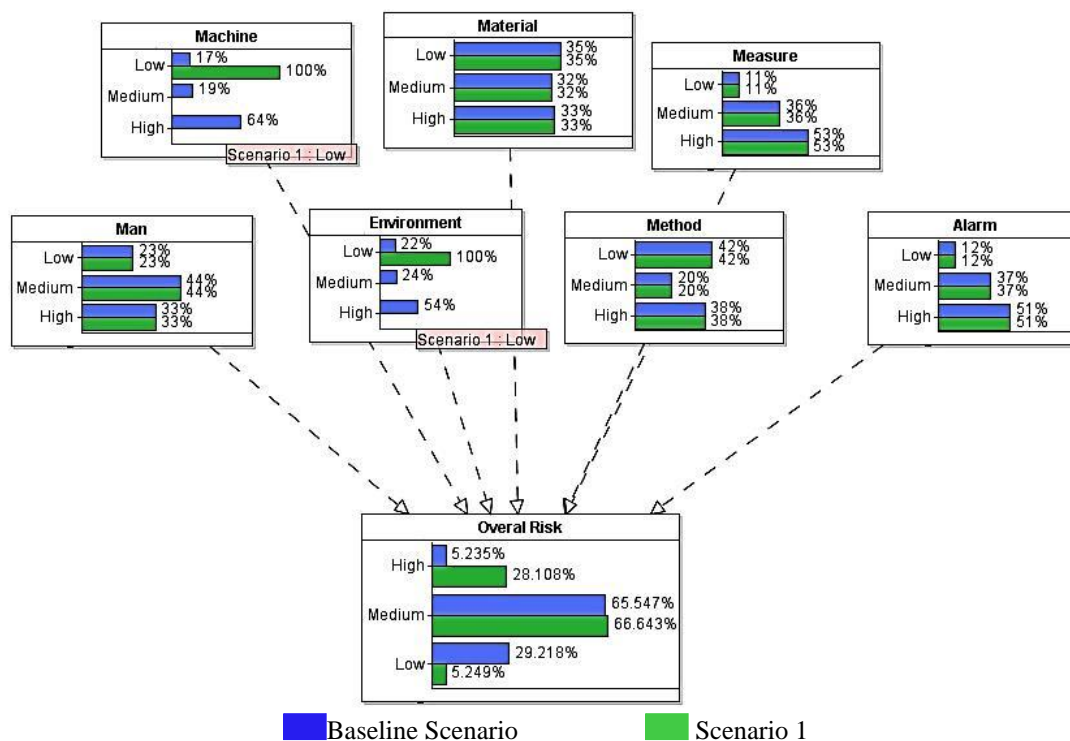 Machine
Low 17%
100%
Medium 19%
High 64%
Scenario 1 : Low
Material
Low 35%
35%
Medium 32%
32%
High 33%
33%
Measure
Low 11%
11%
Medium 36%
36%
High 53%
53%
Man
Low 23%
23%
Medium 44%
44%
High 33%
33%
Environment
Low 22%
100%
Medium 24%
High 54%
Scenario 1 : Low
Method
Low 42%
42%
Medium 20%
20%
High 38%
38%
Alarm
Low 12%
12%
Medium 37%
37%
High 51%
51%
Overal Risk
High 5.235%
28.108%
Medium 65.547%
66.643%
Low 29.218%
5.249%
Baseline Scenario
Scenario 1